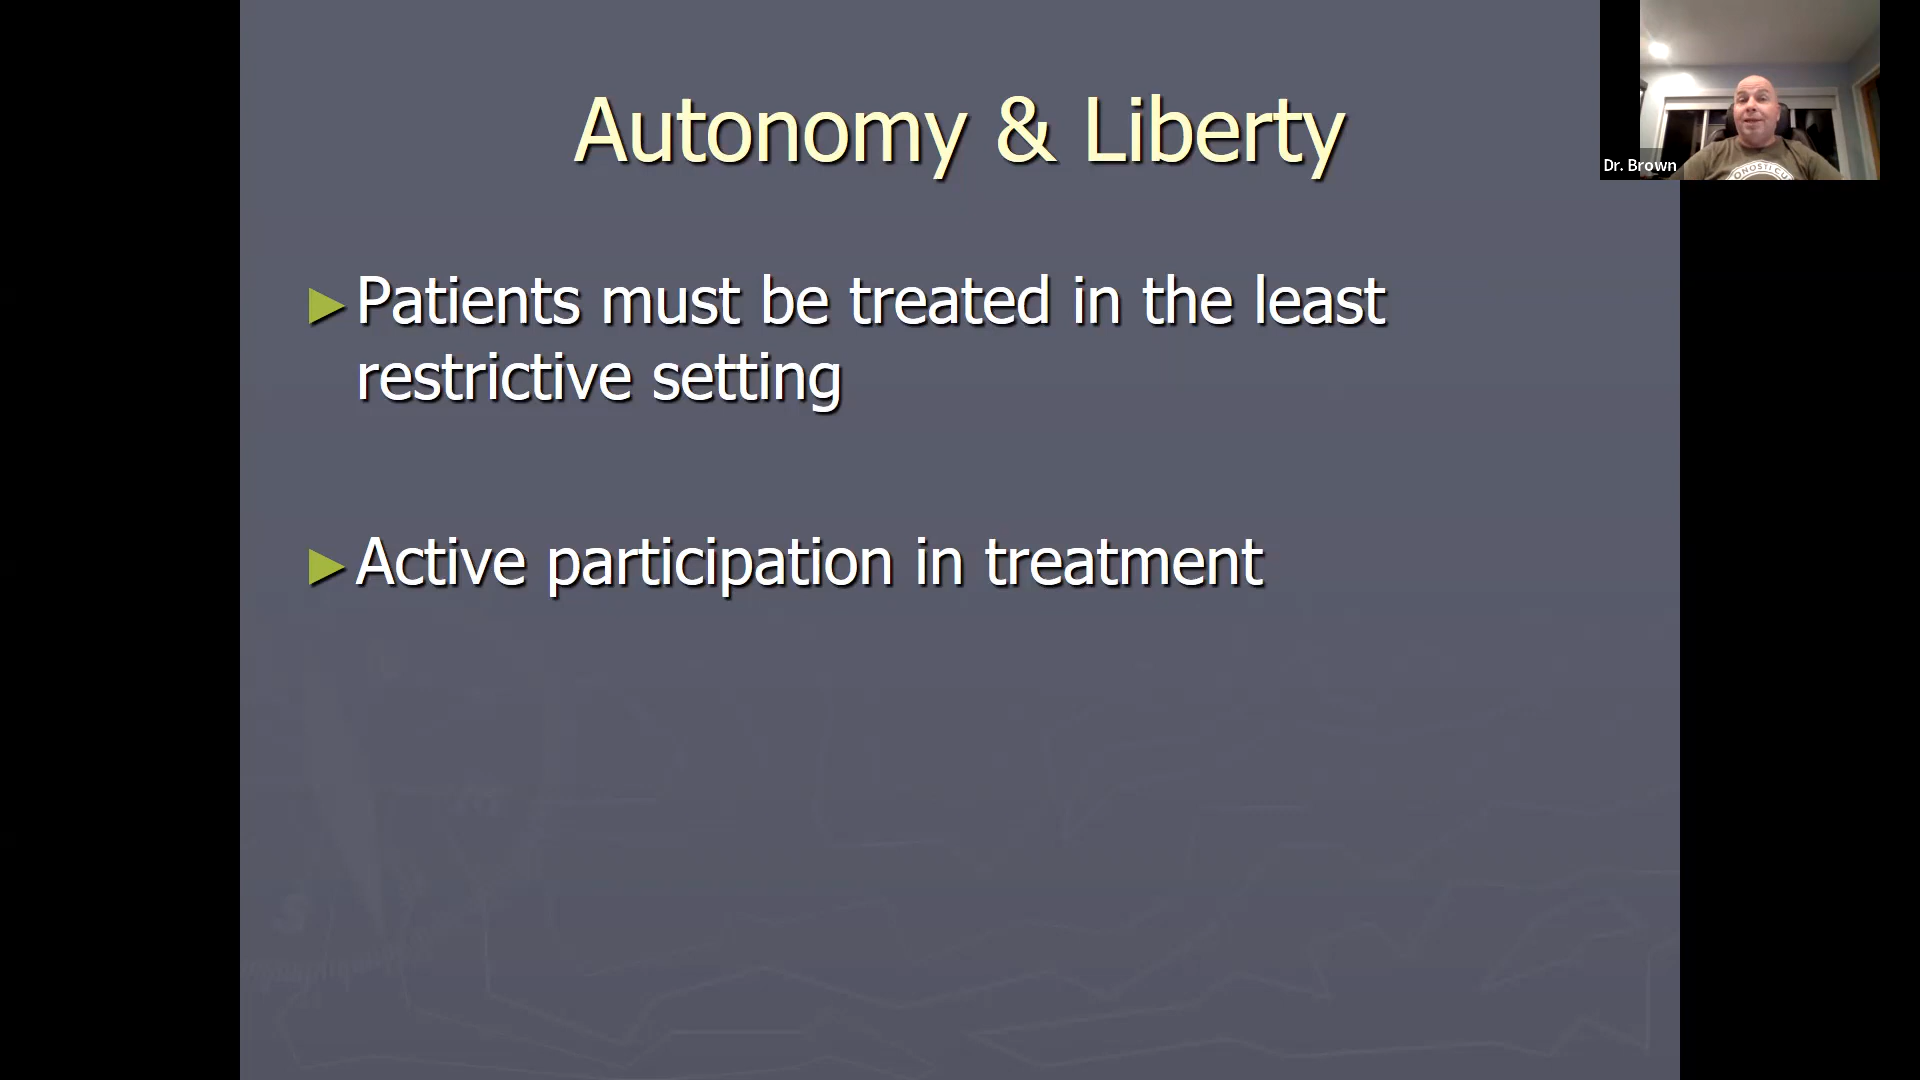 Autonomy & Liberty
Dr. Brown
► Patients must be treated in the least
restrictive setting
► Active participation in treatment